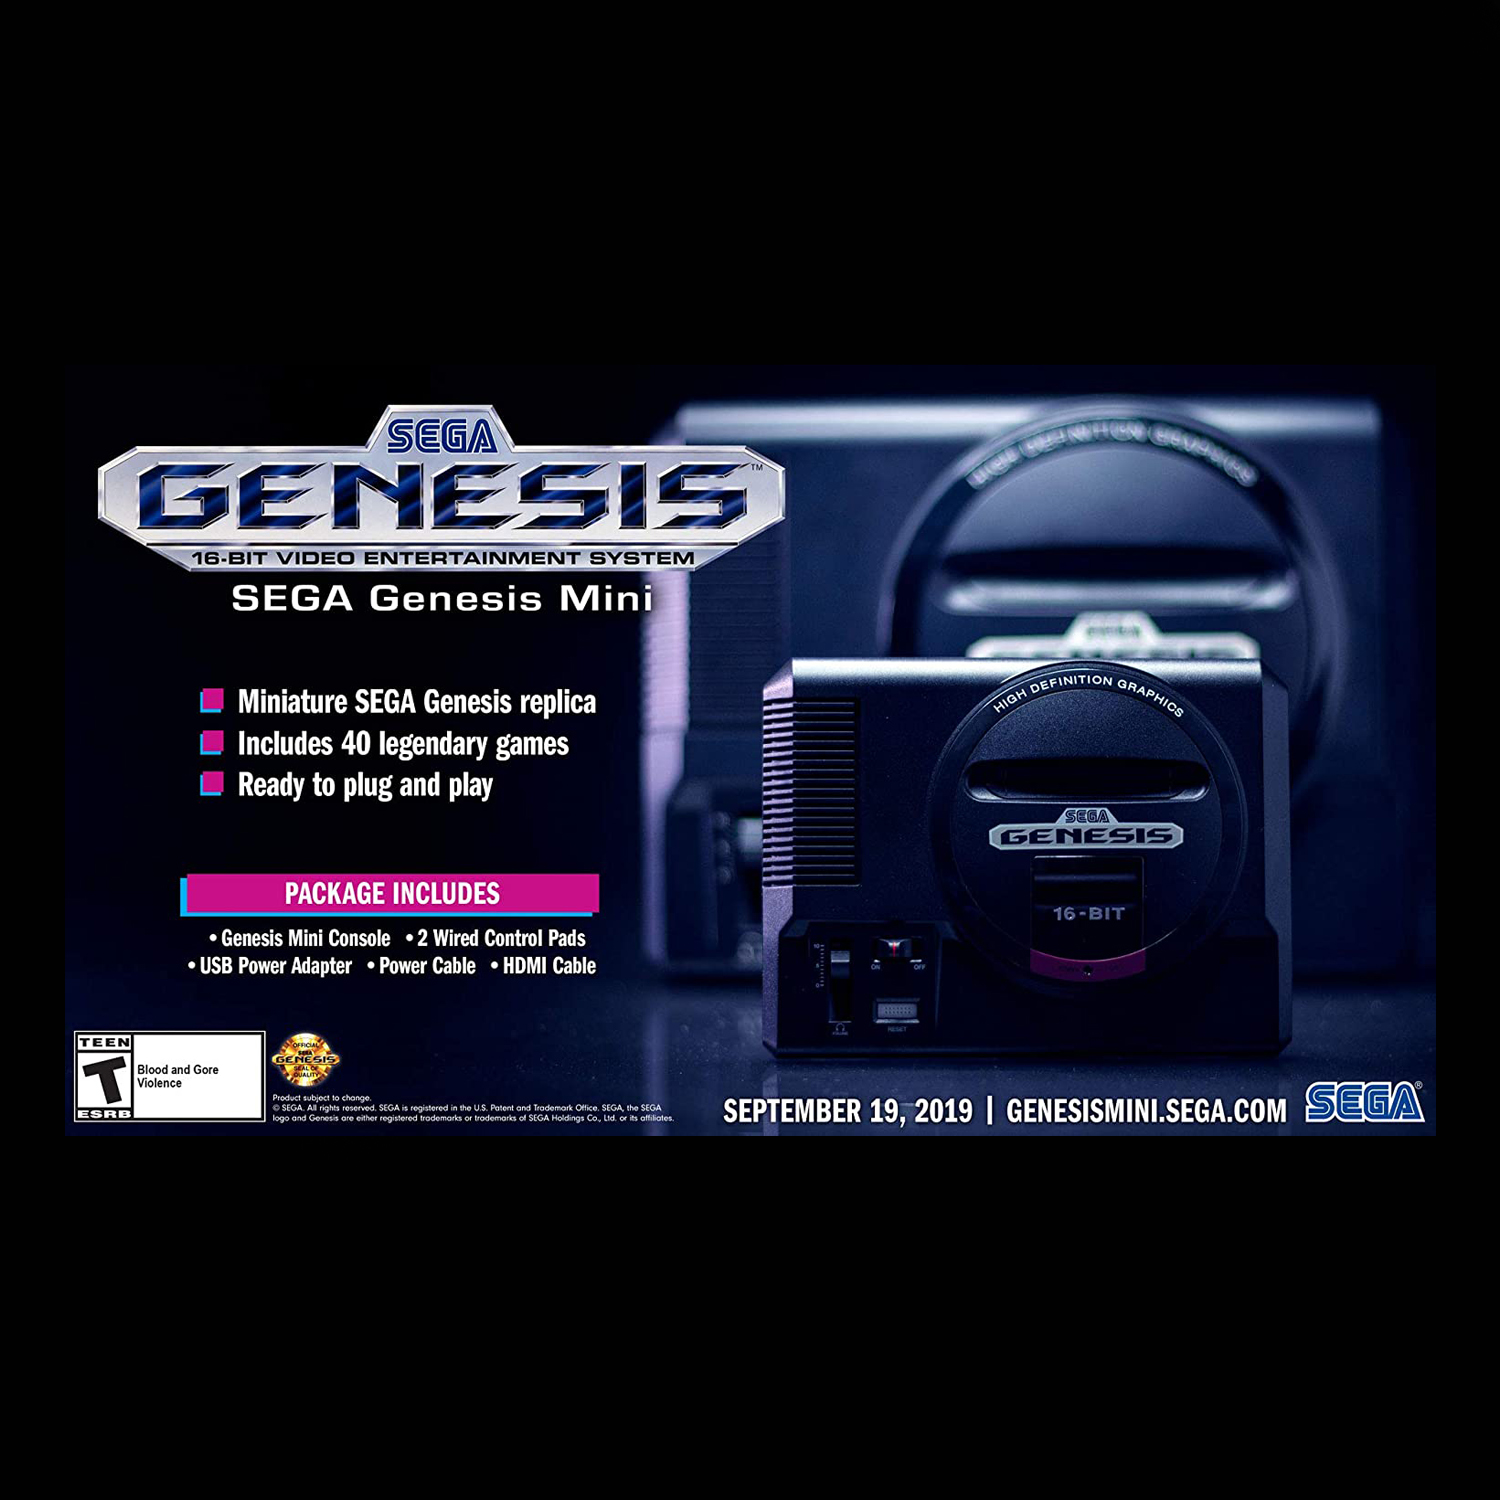 SEGA
GENESIS™
16-BIT VIDEO ENTERTAINMENT SYSTEM
SEGA Genesis Mini
Miniature SEGA Genesis replica
Includes 40 legendary games
Ready to plug and play
PACKAGE INCLUDES
• Genesis Mini Console • 2 Wired Control Pads
• USB Power Adapter • Power Cable • HDMI Cable
HIGH DEFINITION GRAPHICS
SEGA
HIGH DEFINITION GRAPHICS
SEGA
GENESIS
16-BIT
ON OFF
RESET
TEEN
T
ESRB
Blood and Gore
Violence
OFFICIAL
SEGA
GENESIS
SEAL OF
QUALITY
Product subject to change.
© SEGA. All rights reserved. SEGA is registered in the U.S. Patent and Trademark Office. SEGA, the SEGA
logo and Genesis are either registered trademarks or trademarks of SEGA Holdings Co., Ltd. or its affiliates.
SEPTEMBER 19, 2019 | GENESISMINI.SEGA.COM
SEGA®